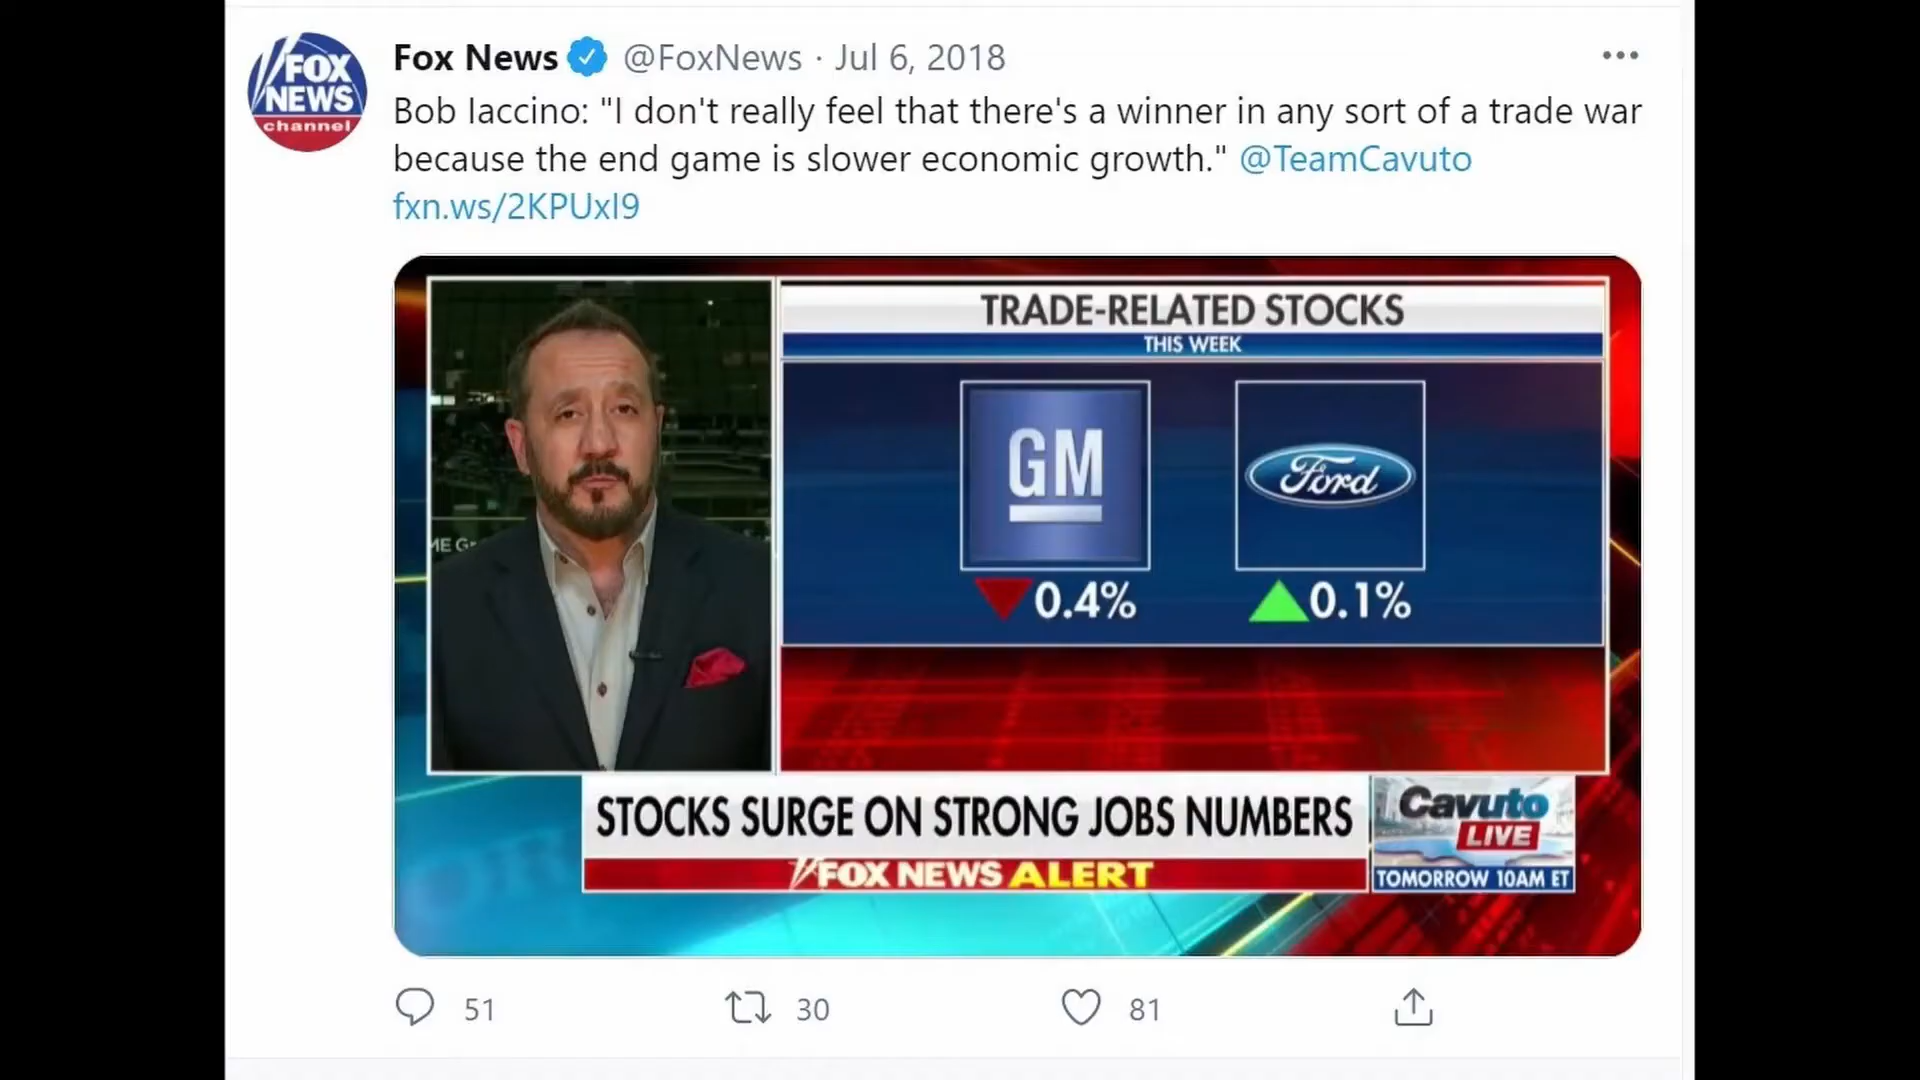 FOX
NEWS
channel
Fox News @FoxNews · Jul 6, 2018
Bob Iaccino: "I don't really feel that there's a winner in any sort of a trade war
because the end game is slower economic growth." @TeamCavuto
fxn.ws/2KPUxI9
TRADE-RELATED STOCKS
THIS WEEK
GM
Ford
0.4%
0.1%
STOCKS SURGE ON STRONG JOBS NUMBERS
FOX NEWS ALERT
Cavuto
LIVE
TOMORROW 10AM ET
51
30
81